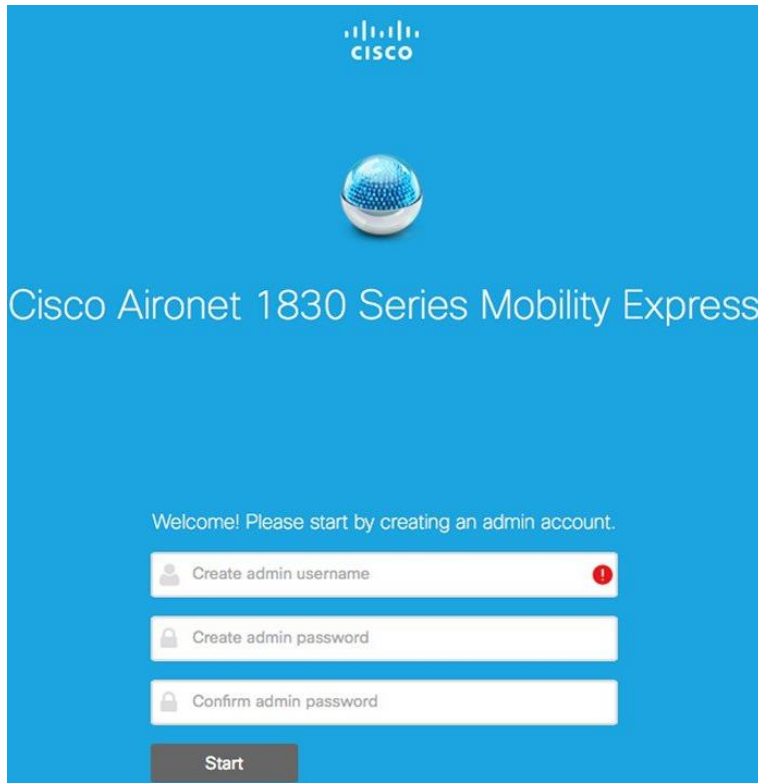 CISCO
Cisco Aironet 1830 Series Mobility Express
Welcome! Please start by creating an admin account.
Create admin username
Create admin password
Confirm admin password
Start